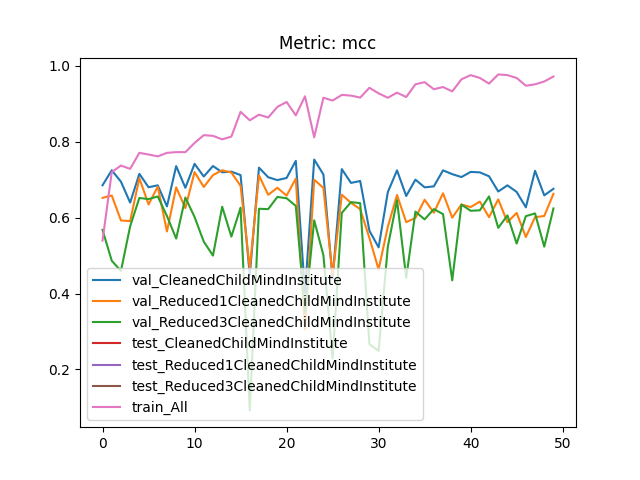 Metric: mcc
1.0
0.8
0.6
0.4
0.2
val_CleanedChildMindInstitute
val_Reduced1CleanedChildMindInstitute
val_Reduced3CleanedChildMindInstitute
test_CleanedChildMindInstitute
test_Reduced1CleanedChildMindInstitute
test_Reduced3CleanedChildMindInstitute
train_All
0 10 20 30 40 50